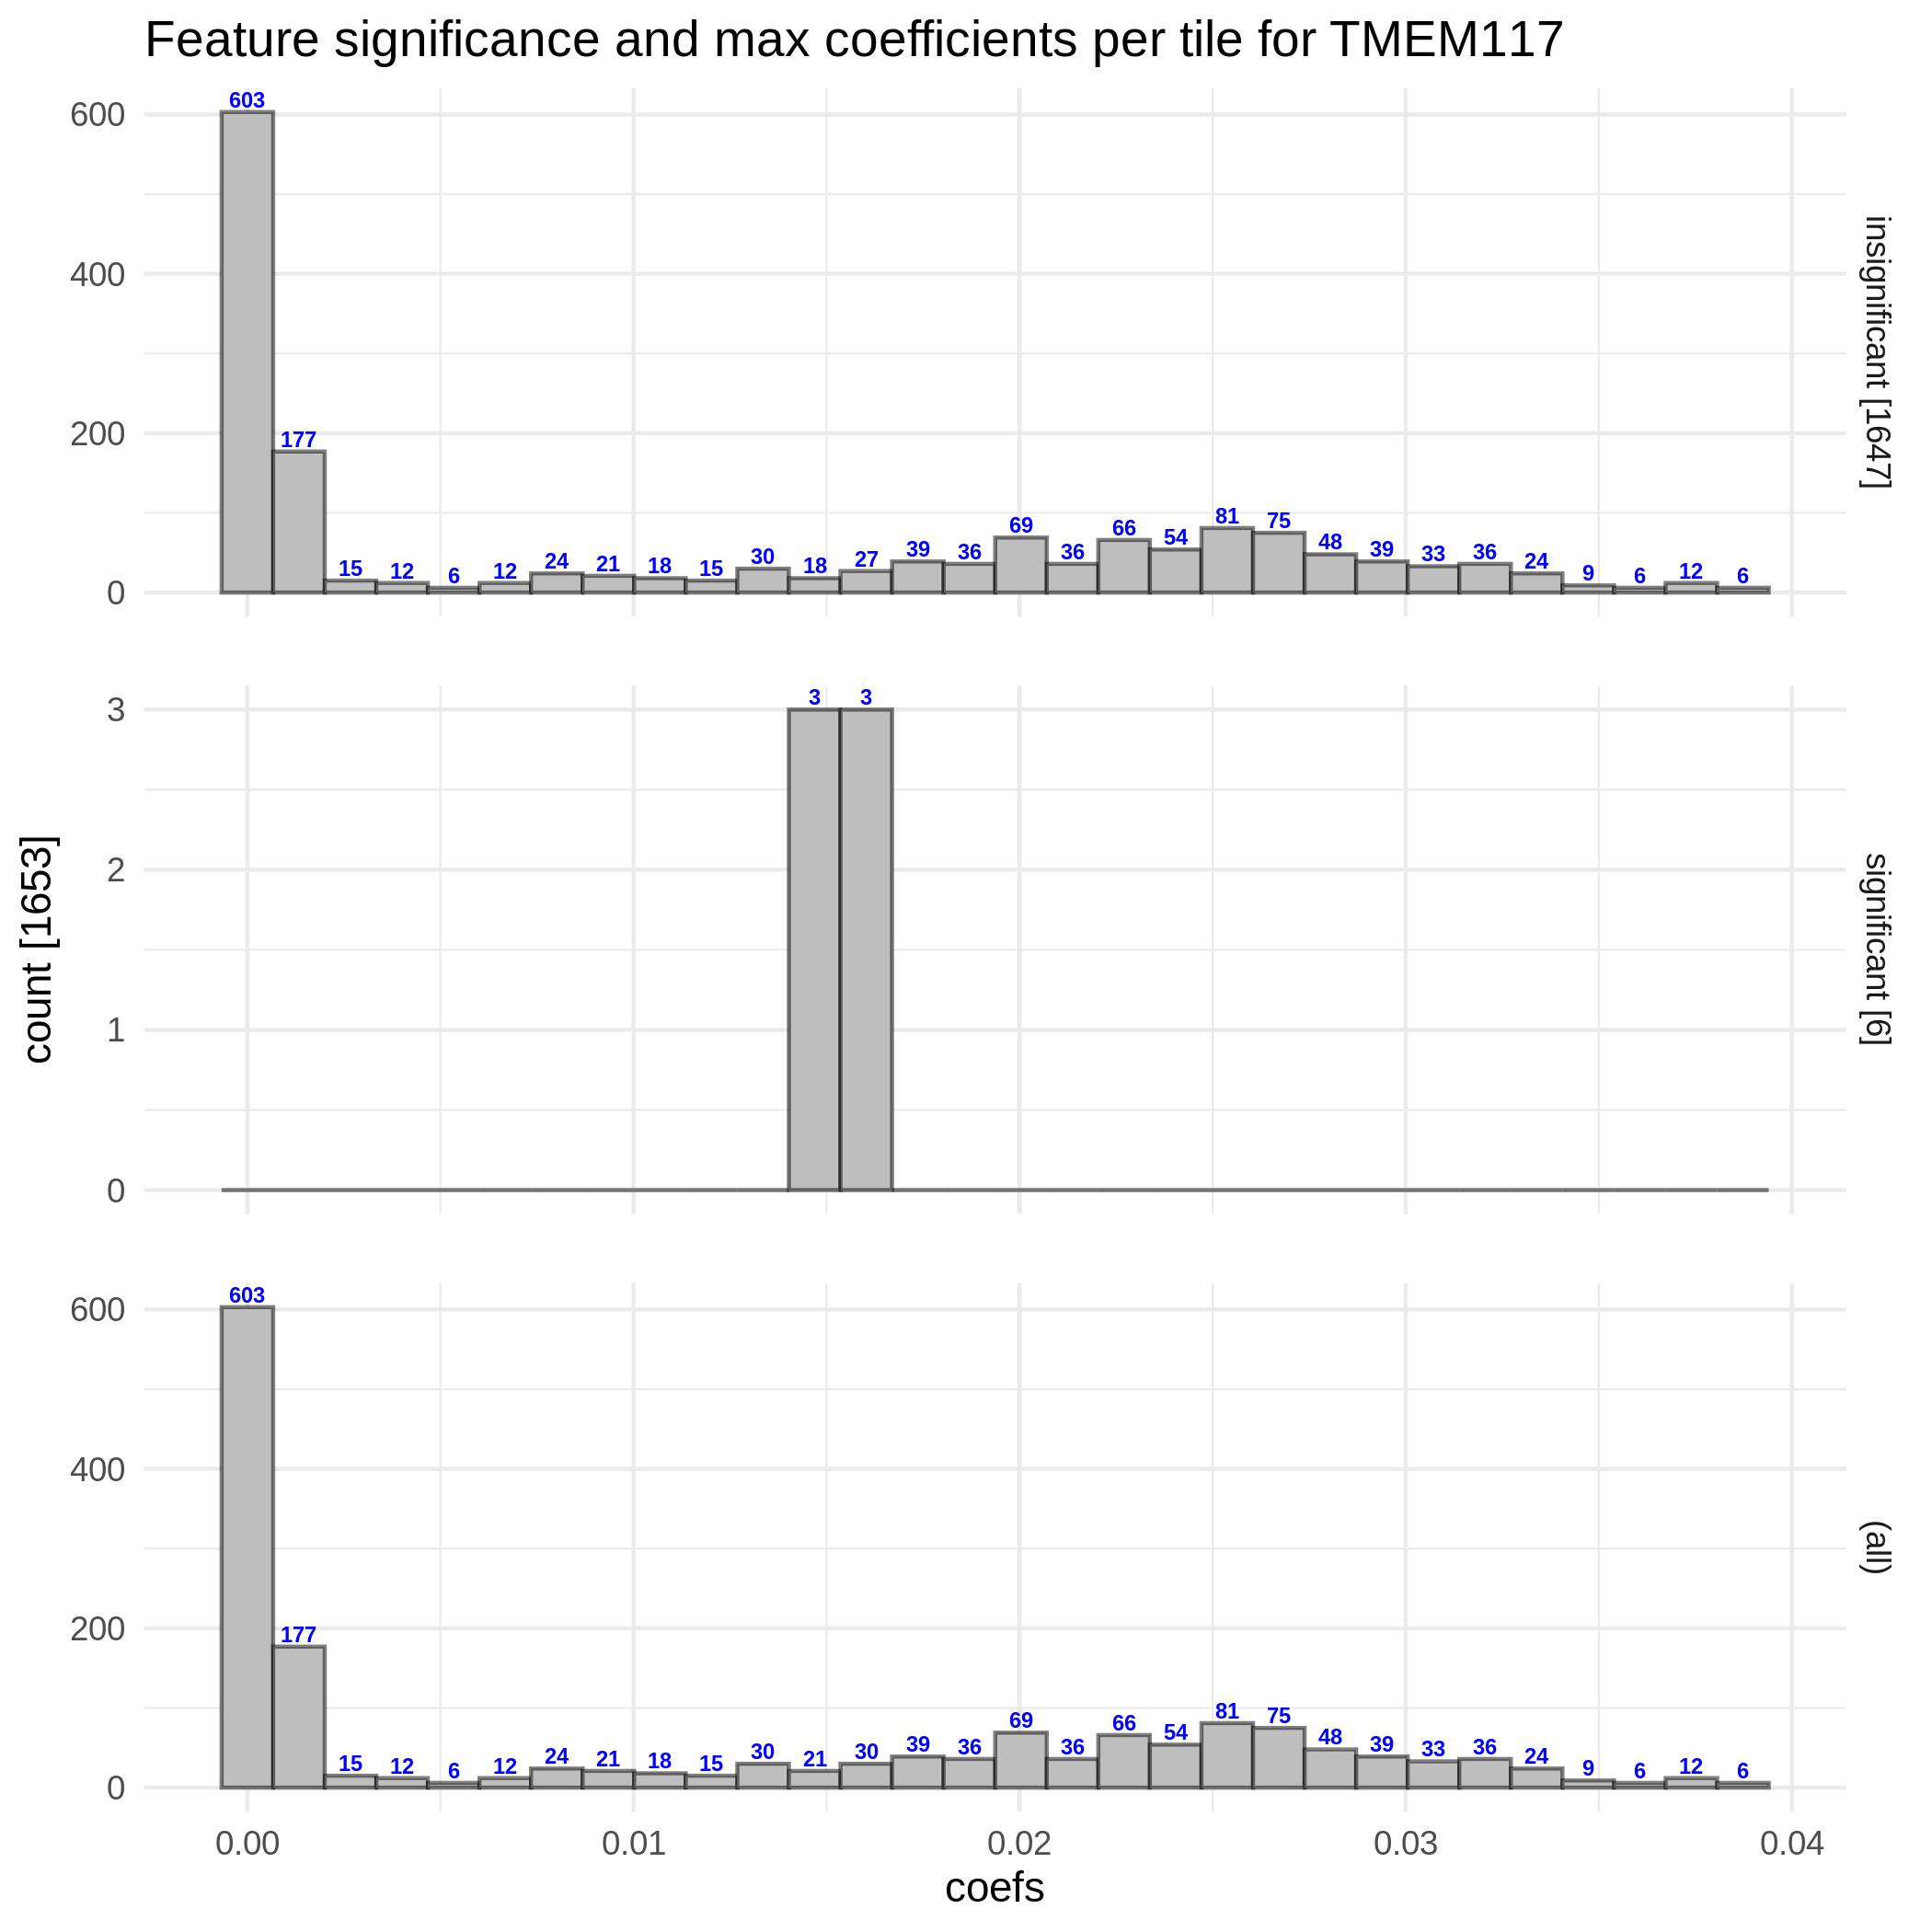 Feature significance and max coefficients per tile for TMEM117
603
600
400
200
0
177
15 12 6 12 24 21 18 15 30 18 27 39 36 69 36 66 54 81 75 48 39 33 36 24 9 6 12 6
insignificant [1647]
count [1653]
3 3
3
2
1
0
significant [6]
603
600
400
200
0
177
15 12 6 12 24 21 18 15 30 21 30 39 36 69 36 66 54 81 75 48 39 33 36 24 9 6 12 6
(all)
0.00 0.01 0.02 0.03 0.04
coefs